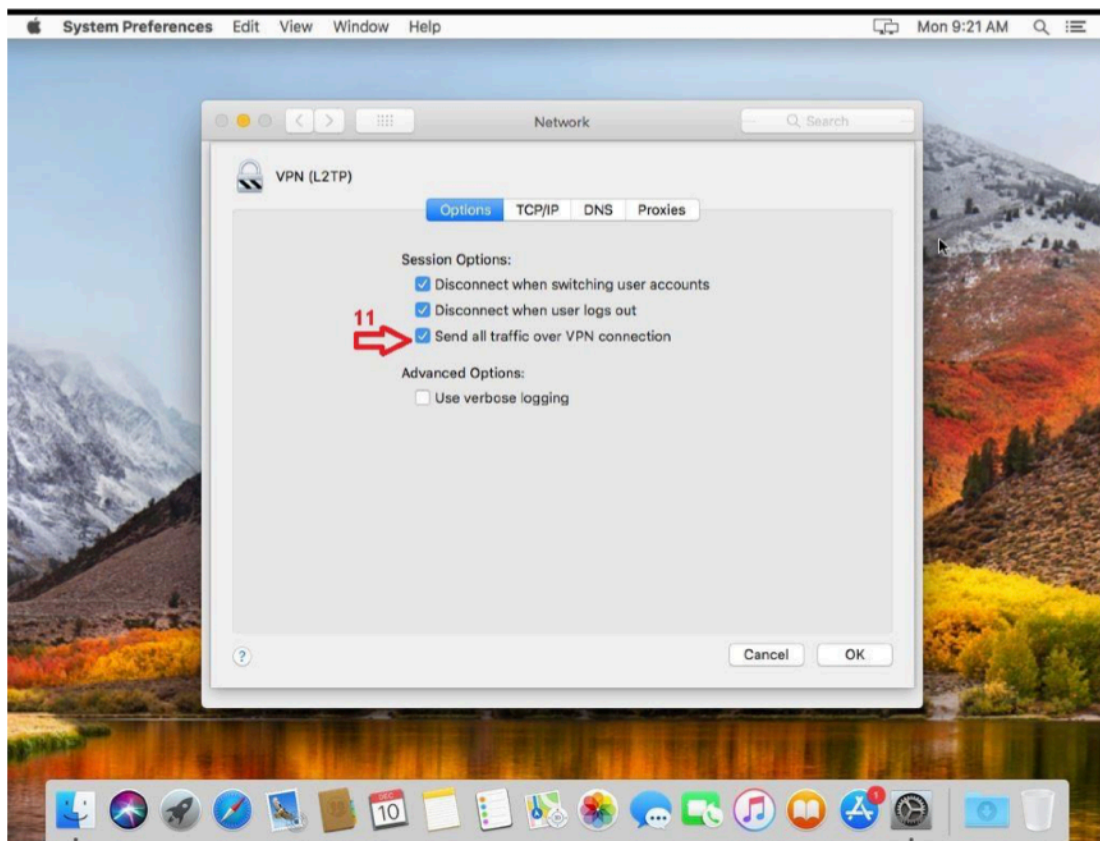 System Preferences Edit View Window Help Mon 9:21 AM
Network Search
VPN (L2TP)
Options TCP/IP DNS Proxies
Session Options:
Disconnect when switching user accounts
Disconnect when user logs out
11
Send all traffic over VPN connection
Advanced Options:
Use verbose logging
? Cancel OK
DEC
10
1